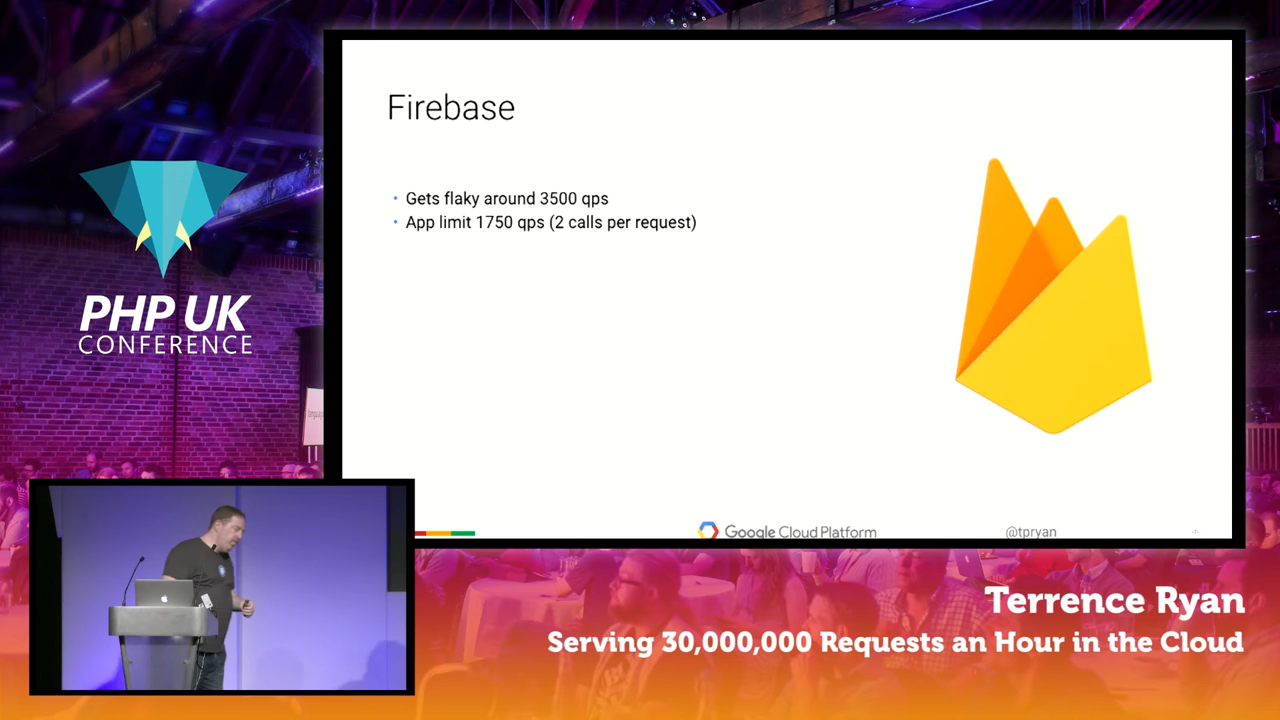 Firebase
• Gets flaky around 3500 qps
• App limit 1750 qps (2 calls per request)
PHP UK
CONFERENCE
Google Cloud Platform
@tpryan
Terrence Ryan
Serving 30,000,000 Requests an Hour in the Cloud